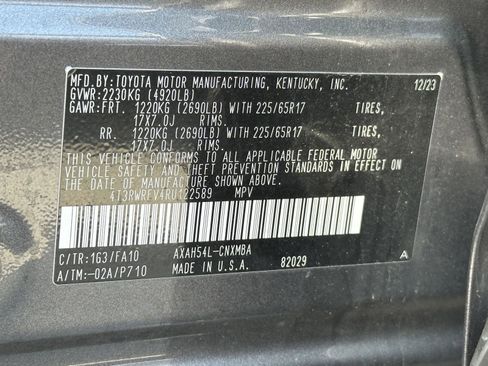 MFD. BY:TOYOTA MOTOR MANUFACTURING, KENTUCKY, INC. 12/23
GVWR:2230KG (4920LB)
GAWR:FRT. 1220KG (2690LB) WITH 225/65R17 TIRES,
17X7.0J RIMS.
RR. 1220KG (2690LB) WITH 225/65R17 TIRES,
17X7.0J RIMS.
THIS VEHICLE CONFORMS TO ALL APPLICABLE FEDERAL MOTOR
VEHICLE SAFETY AND THEFT PREVENTION STANDARDS IN EFFECT ON
THE DATE OF MANUFACTURE SHOWN ABOVE.
4T3RWRFV4RU122589 MPV
C/TR:1G3/FA10 AXAH54L-CNXMBA A
A/TM:-02A/P710 MADE IN U.S.A. 82029